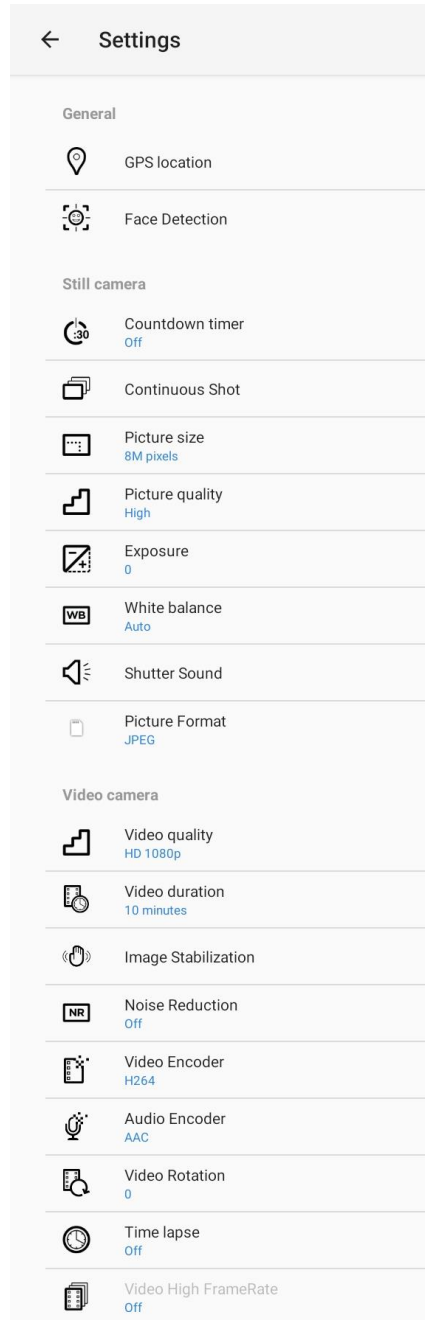 Settings
General
GPS location
Face Detection
Still camera
:30
Countdown timer
Off
Continuous Shot
Picture size
8M pixels
Picture quality
High
Exposure
0
WB
White balance
Auto
Shutter Sound
Picture Format
JPEG
Video camera
Video quality
HD 1080p
Video duration
10 minutes
Image Stabilization
NR
Noise Reduction
Off
Video Encoder
H264
Audio Encoder
AAC
Video Rotation
0
Time lapse
Off
Video High FrameRate
Off